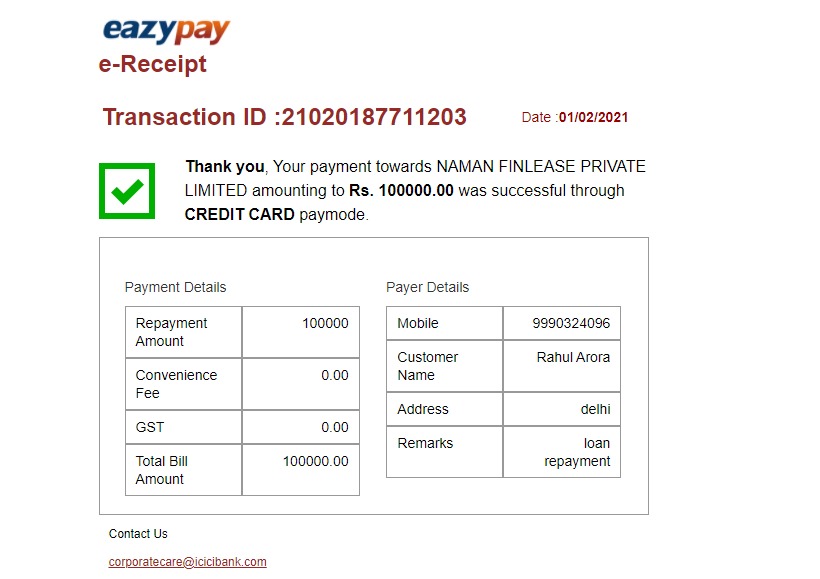 eazypay
e-Receipt
Transaction ID :21020187711203
Date :01/02/2021
Thank you, Your payment towards NAMAN FINLEASE PRIVATE
LIMITED amounting to Rs. 100000.00 was successful through
CREDIT CARD paymode.
Payment Details
Repayment 100000
Amount
Convenience 0.00
Fee
GST 0.00
Total Bill 100000.00
Amount
Payer Details
Mobile 9990324096
Customer Rahul Arora
Name
Address delhi
Remarks loan
repayment
Contact Us
corporatecare@icicibank.com